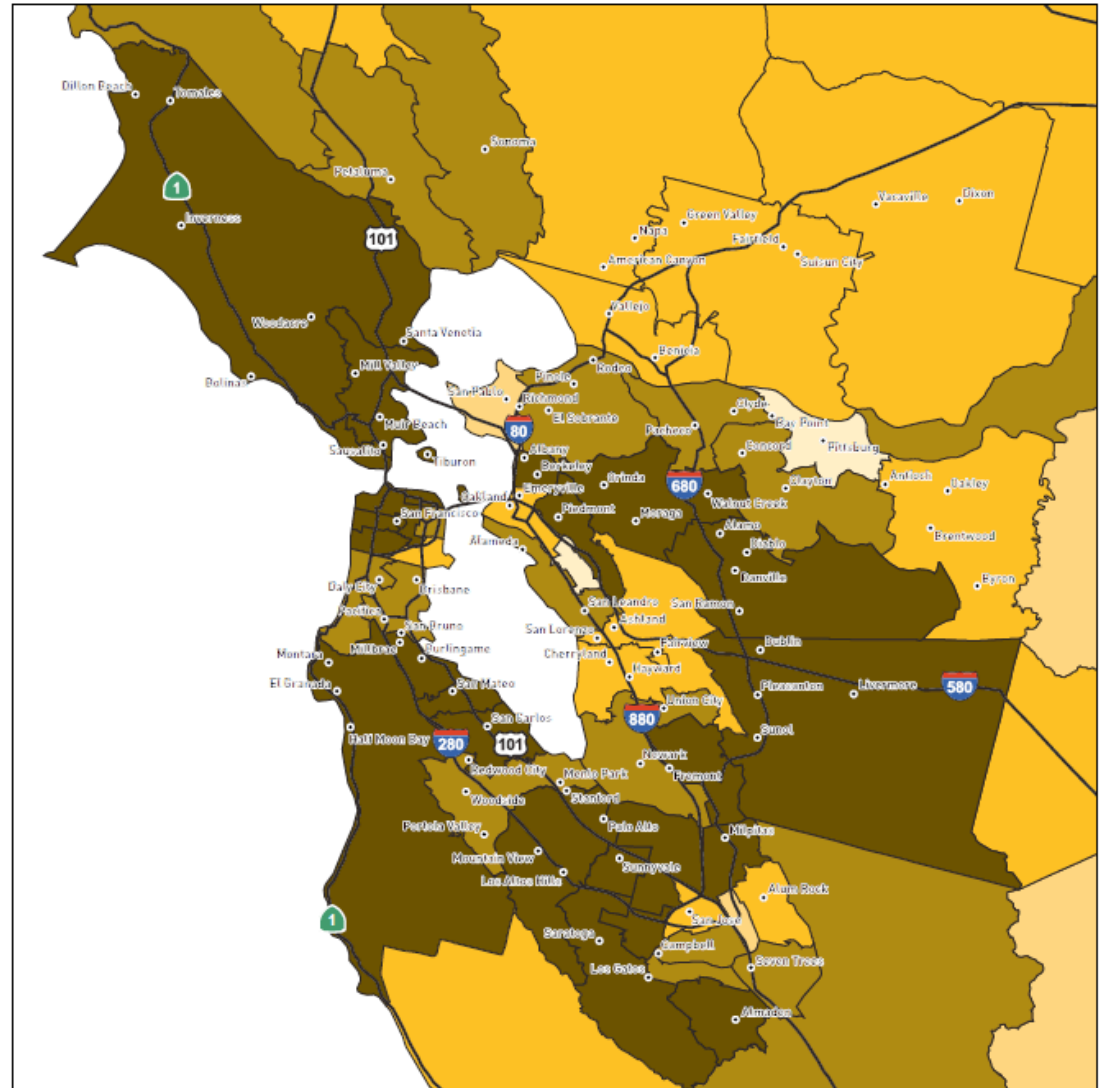 Dillon Beach
Tomales
Sonoma
Petaluma
1
Inverness
101
Vacaville
Dixon
Green Valley
Napa
Fairfield
Suisun City
American Canyon
Vallejo
Woodacre
Santa Venetia
Benicia
Rodeo
Mill Valley
Pinole
Bolinas
San Pablo
Richmond
El Sobrante
Clyde
Bay Point
Muir Beach
80
Pacheco
Pittsburg
Sausalito
Tiburon
Albany
Concord
Berkeley
Orinda
680
Clayton
Antioch
Oakley
Emeryville
Walnut Creek
Oakland
San Francisco
Piedmont
Moraga
Alamo
Brentwood
Alameda
Diablo
Danville
Byron
Daly City
Brisbane
San Leandro
San Ramon
Pacifica
Ashland
San Bruno
San Lorenzo
Millbrae
Fairview
Dublin
Montara
Burlingame
Cherryland
Hayward
El Granada
San Mateo
Pleasanton
Livermore
580
Union City
880
San Carlos
Half Moon Bay
280
101
Sunol
Redwood City
Newark
Fremont
Menlo Park
Woodside
Stanford
Portola Valley
Palo Alto
Milpitas
Mountain View
Sunnyvale
Los Altos Hills
Alum Rock
1
San Jose
Saratoga
Campbell
Los Gatos
Seven Trees
Almaden